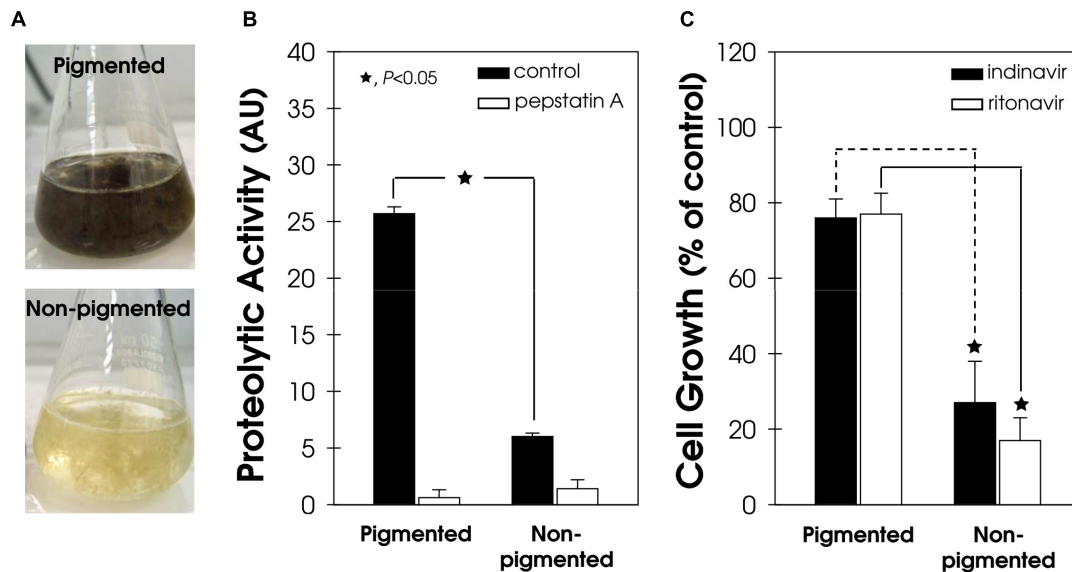 A
Pigmented
Non-pigmented
B
Proteolytic Activity (AU)
40
35
30
25
20
15
10
5
0
★, P<0.05
control
pepstatin A
Pigmented
Non-
pigmented
C
Cell Growth (% of control)
120
100
80
60
40
20
0
indinavir
ritonavir
Pigmented
Non-
pigmented